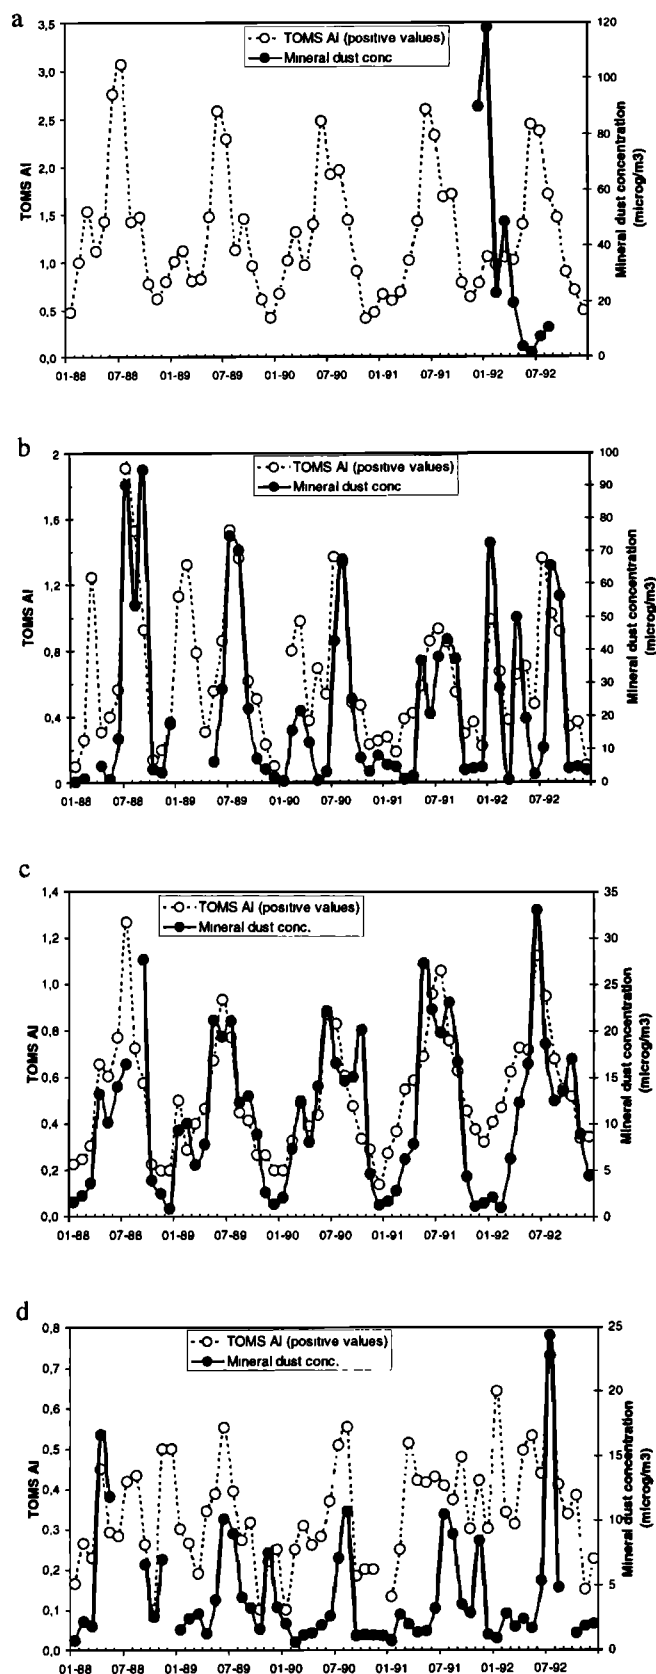 a
TOMS AI (positive values)
Mineral dust conc
3,5
3,0
2,5
2,0
1,5
1,0
0,5
0,0
TOMS AI
120
100
80
60
40
20
0
Mineral dust concentration
(microg/m3)
01-88 07-88 01-89 07-89 01-90 07-90 01-91 07-91 01-92 07-92
b
TOMS AI (positive values)
Mineral dust conc
2
1,6
1,2
0,8
0,4
0
TOMS AI
100
90
80
70
60
50
40
30
20
10
0
Mineral dust concentration
(microg/m3)
01-88 07-88 01-89 07-89 01-90 07-90 01-91 07-91 01-92 07-92
c
TOMS AI (positive values)
Mineral dust conc.
1,4
1,2
1,0
0,8
0,6
0,4
0,2
0,0
TOMS AI
35
30
25
20
15
10
5
0
Mineral dust concentration
(microg/m3)
01-88 07-88 01-89 07-89 01-90 07-90 01-91 07-91 01-92 07-92
d
TOMS AI (positive values)
Mineral dust conc.
0,8
0,7
0,6
0,5
0,4
0,3
0,2
0,1
0,0
TOMS AI
25
20
15
10
5
0
Mineral dust concentration
(microg/m3)
01-88 07-88 01-89 07-89 01-90 07-90 01-91 07-91 01-92 07-92